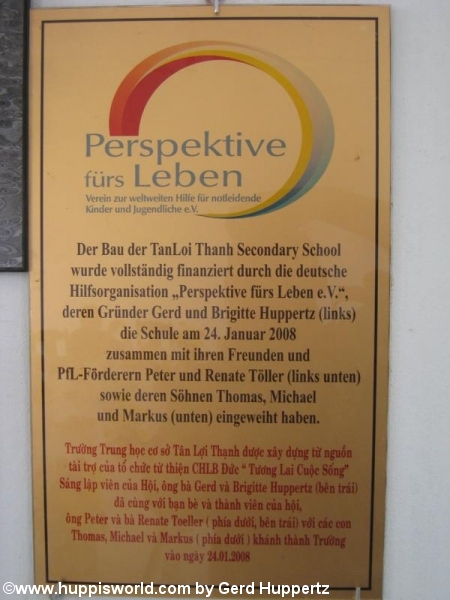 Perspektive
fürs Leben
Verein zur weltweiten Hilfe für notleidende
Kinder und Jugendliche e.V.
Der Bau der TanLoi Thanh Secondary School
wurde vollständig finanziert durch die deutsche
Hilfsorganisation „Perspektive fürs Leben e.V.“,
deren Gründer Gerd und Brigitte Huppertz (links)
die Schule am 24. Januar 2008
zusammen mit ihren Freunden und
PfL-Förderern Peter und Renate Töller (links unten)
sowie deren Söhnen Thomas, Michael
und Markus (unten) eingeweiht haben.
Trường Trung học cơ sở Tân Lợi Thạnh được xây dựng từ nguồn
tài trợ của tổ chức từ thiện CHLB Đức “ Tương Lai Cuộc Sống”
Sáng lập viên của Hội, ông bà Gerd và Brigitte Huppertz (bên trái)
đã cùng với bạn bè và thành viên của hội,
ông Peter và bà Renate Toeller ( phía dưới, bên trái) với các con
Thomas, Michael và Markus ( phía dưới ) khánh thành Trường
vào ngày 24.01.2008
©www.huppisworld.com by Gerd Huppertz